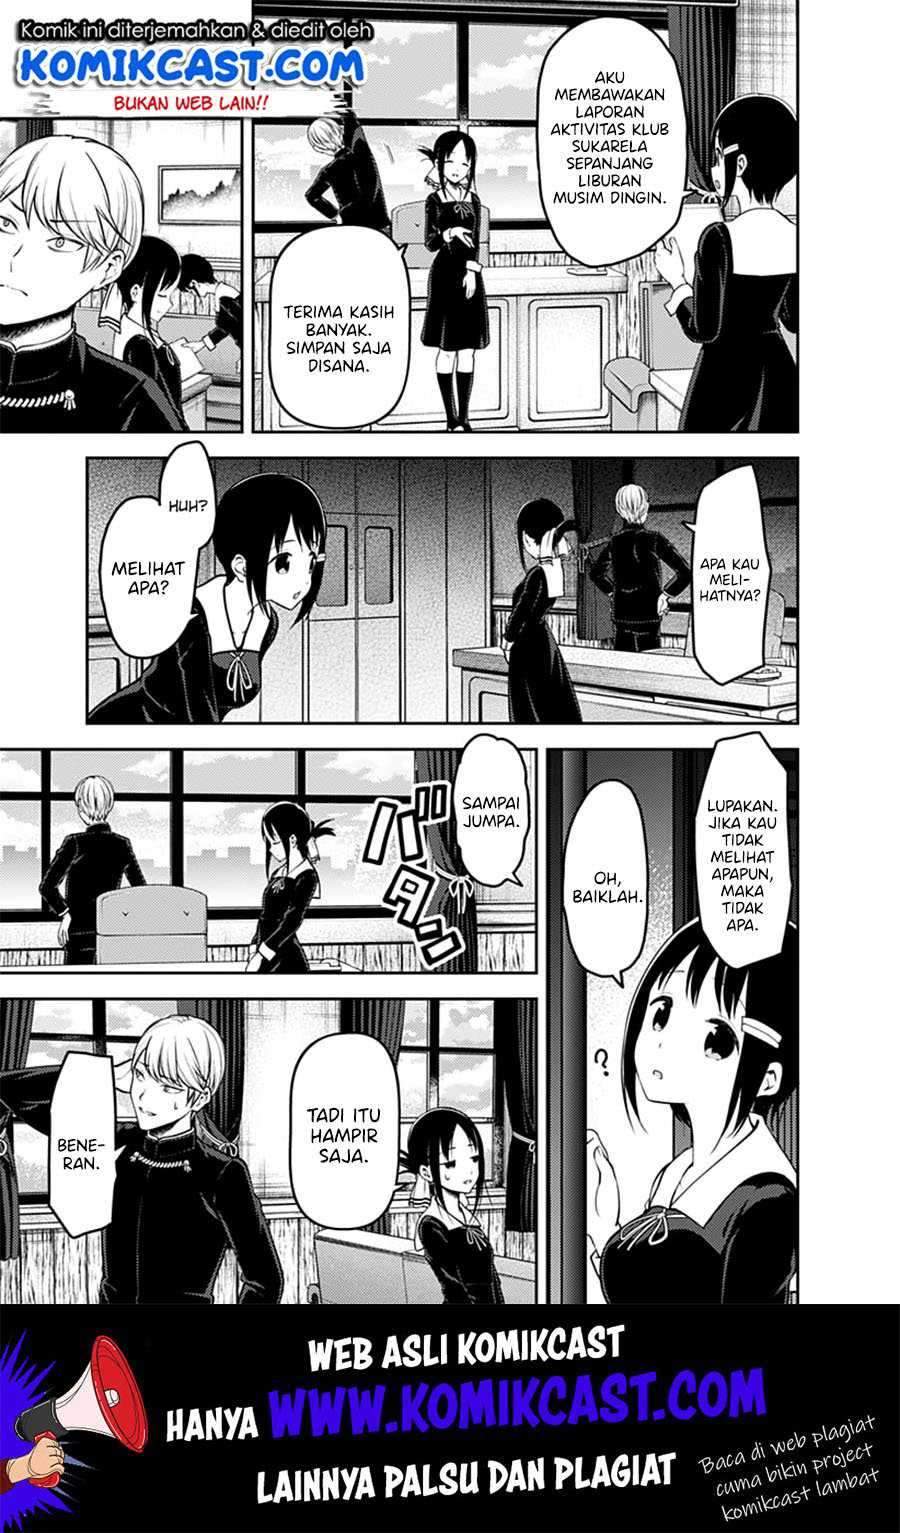 Komik ini diterjemahkan & diedit oleh
KOMIKCAST.COM
BUKAN WEB LAIN!!
AKU
MEMBAWAKAN
LAPORAN
AKTIVITAS KLUB
SUKARELA
SEPANJANG
LIBURAN
MUSIM DINGIN.
TERIMA KASIH
BANYAK.
SIMPAN SAJA
DISANA.
APA KAU
MELI-
HATNYA?
HUH?
MELIHAT
APA?
LUPAKAN.
JIKA KAU
TIDAK
MELIHAT
APAPUN,
MAKA
TIDAK
APA.
OH,
BAIKLAH.
?
SAMPAI
JUMPA.
バタン
TADI ITU
HAMPIR
SAJA.
BENE-
RAN.
WEB ASLI KOMIKCAST
HANYA WWW.KOMIKCAST.COM
LAINNYA PALSU DAN PLAGIAT
Baca di web plagiat
cuma bikin project
komikcast lambat